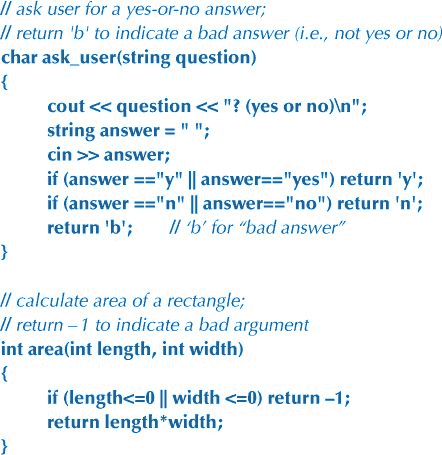 // ask user for a yes-or-no answer;
// return 'b' to indicate a bad answer (i.e., not yes or no)
char ask_user(string question)
{
cout << question << "? (yes or no)\n";
string answer = " ";
cin >> answer;
if (answer =="y" || answer=="yes") return 'y';
if (answer =="n" || answer=="no") return 'n';
return 'b'; // ‘b’ for “bad answer”
}
// calculate area of a rectangle;
// return –1 to indicate a bad argument
int area(int length, int width)
{
if (length<=0 || width <=0) return –1;
return length*width;
}